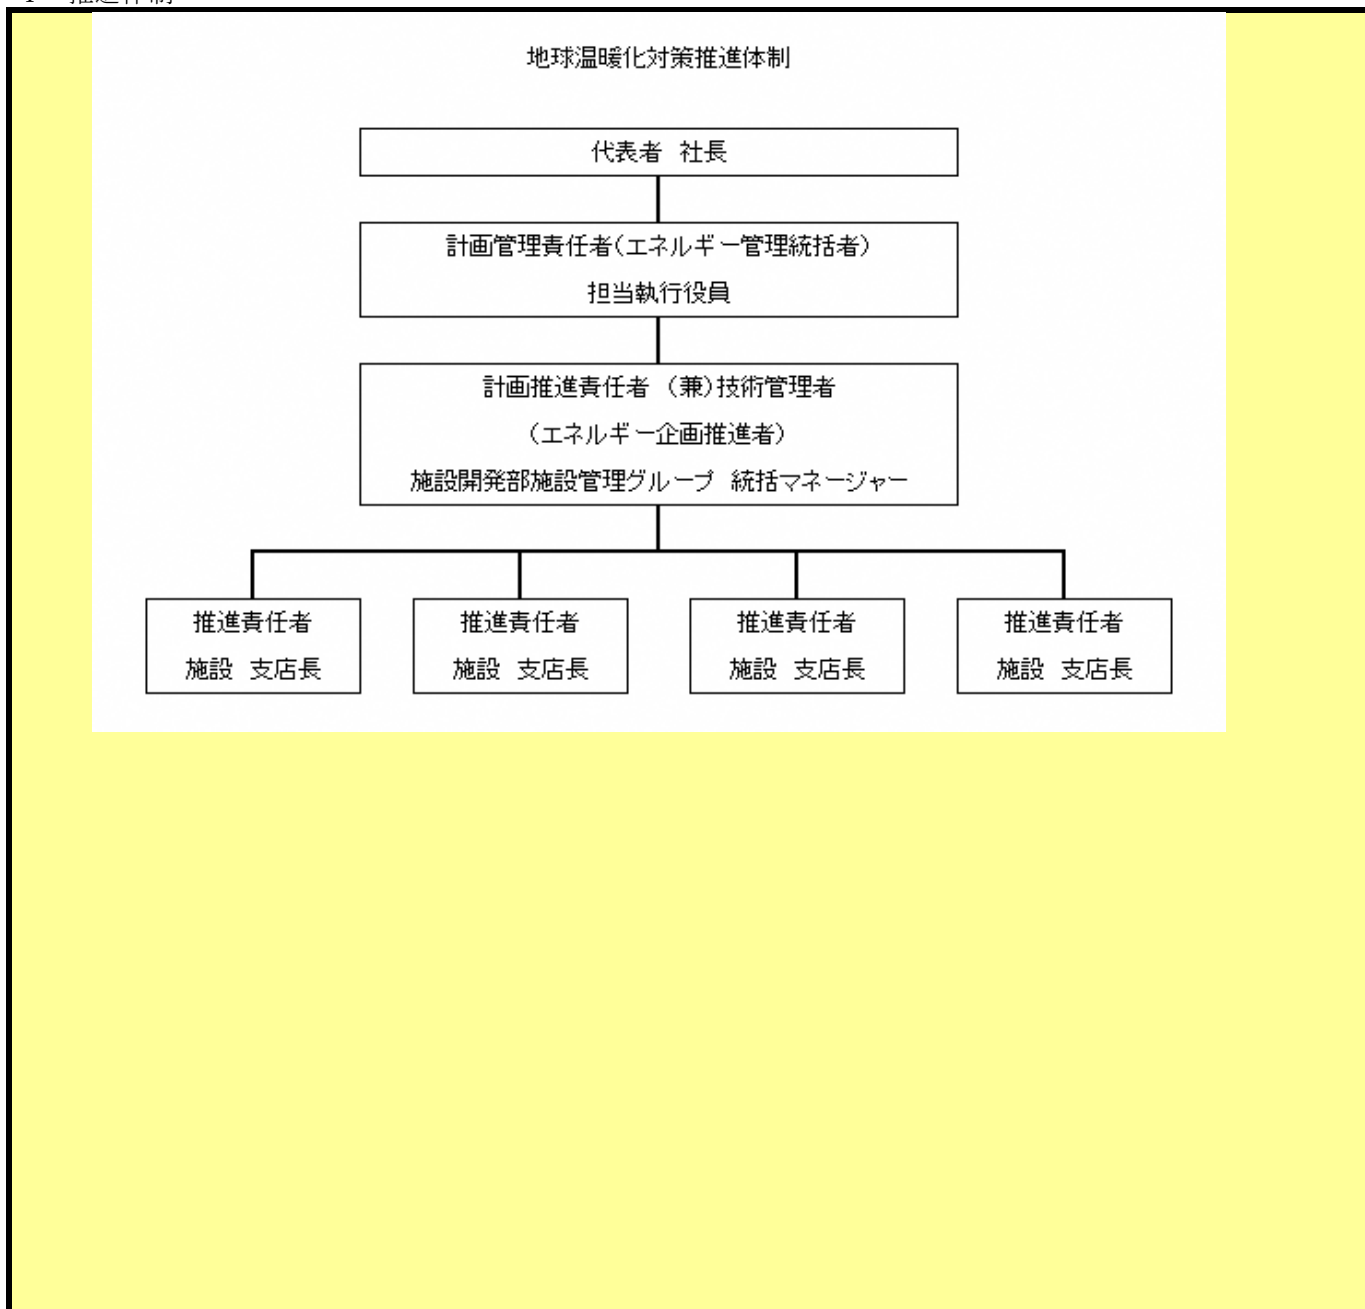 地球温暖化対策推進体制
代表者 社長
計画管理責任者(エネルギー管理統括者)
担当執行役員
計画推進責任者 (兼)技術管理者
(エネルギー企画推進者)
施設開発部施設管理グループ 統括マネージャー
推進責任者
施設 支店長
推進責任者
施設 支店長
推進責任者
施設 支店長
推進責任者
施設 支店長